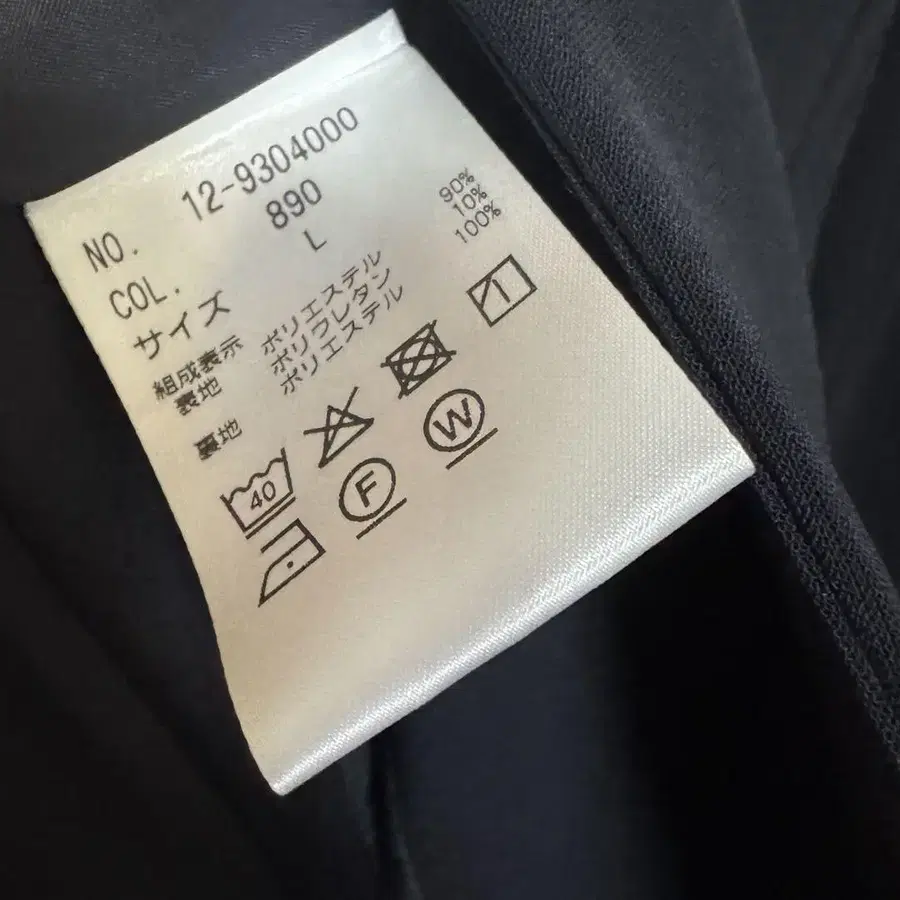 NO. 12-9304000
COL. 890
サイズ L
組成表示 ポリエステル 90%
表地 ポリウレタン 10%
裏地 ポリエステル 100%
40
F W